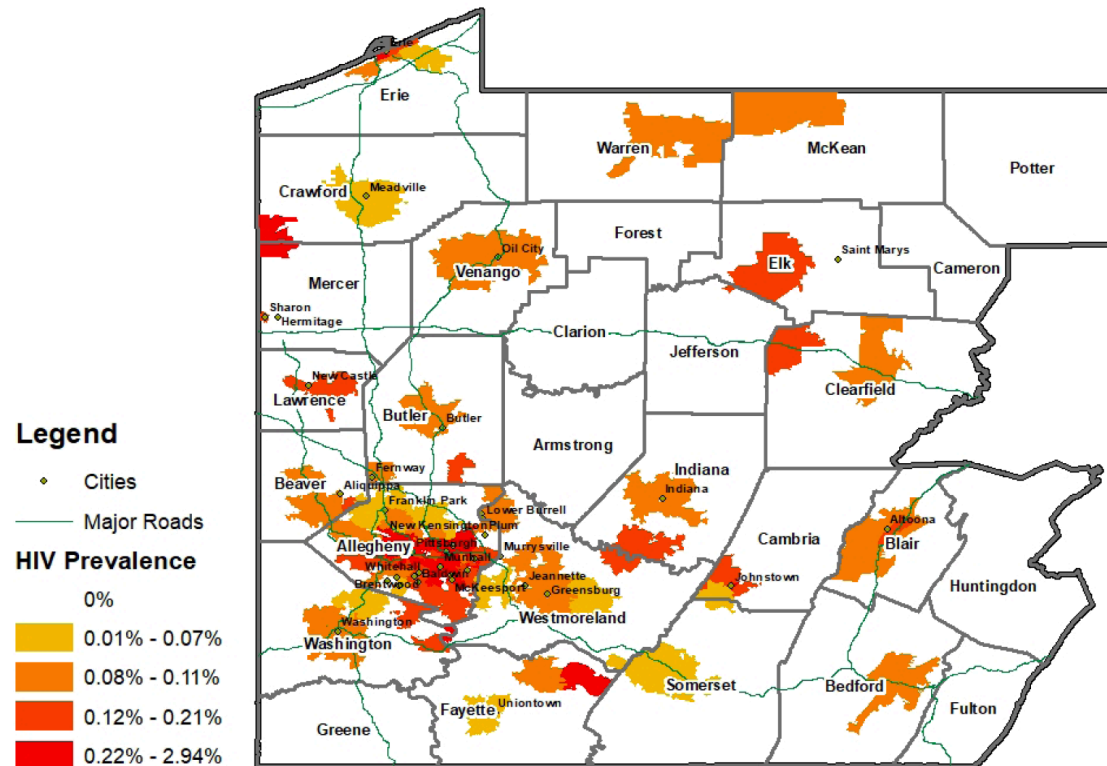 Erie
Erie
Warren
McKean
Potter
Crawford
Meadville
Forest
Oil City
Venango
Elk
Saint Marys
Cameron
Mercer
Sharon
Hermitage
Clarion
Jefferson
New Castle
Lawrence
Clearfield
Butler
Butler
Armstrong
Indiana
Indiana
Fernway
Beaver
Aliquippa
Franklin Park
Lower Burrell
New Kensington
Plum
Pittsburgh
Allegheny
Munhall
Murrysville
Whitehall
Baldwin
Brentwood
McKeesport
Jeannette
Greensburg
Westmoreland
Cambria
Altoona
Blair
Johnstown
Huntingdon
Washington
Washington
Somerset
Bedford
Fulton
Fayette
Uniontown
Greene
Legend
Cities
Major Roads
HIV Prevalence
0%
0.01% - 0.07%
0.08% - 0.11%
0.12% - 0.21%
0.22% - 2.94%